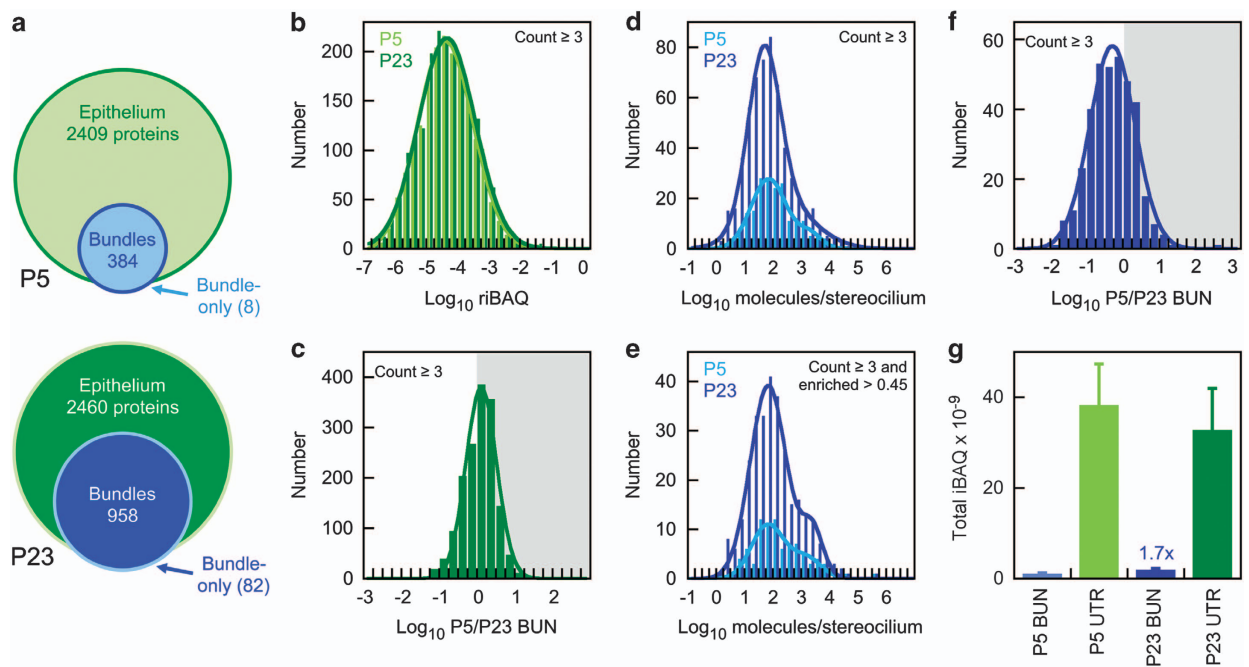 a
Epithelium
2409 proteins
Bundles
384
P5
Bundle-
only (8)
Epithelium
2460 proteins
Bundles
958
P23
Bundle-
only (82)
b
P5
P23
Count ≥ 3
Number
200
150
100
50
0
-7 -6 -5 -4 -3 -2 -1 0
Log10 riBAQ
c
Count ≥ 3
Number
400
300
200
100
0
-3 -2 -1 0 1 2
Log10 P5/P23 BUN
d
P5
P23
Count ≥ 3
Number
80
60
40
20
0
-1 0 1 2 3 4 5 6
Log10 molecules/stereocilium
e
P5
P23
Count ≥ 3 and
enriched > 0.45
Number
40
30
20
10
0
-1 0 1 2 3 4 5 6
Log10 molecules/stereocilium
f
Count ≥ 3
Number
60
40
20
0
-3 -2 -1 0 1 2 3
Log10 P5/P23 BUN
g
Total iBAQ x 10-9
40
20
0
1.7x
P5 BUN
P5 UTR
P23 BUN
P23 UTR